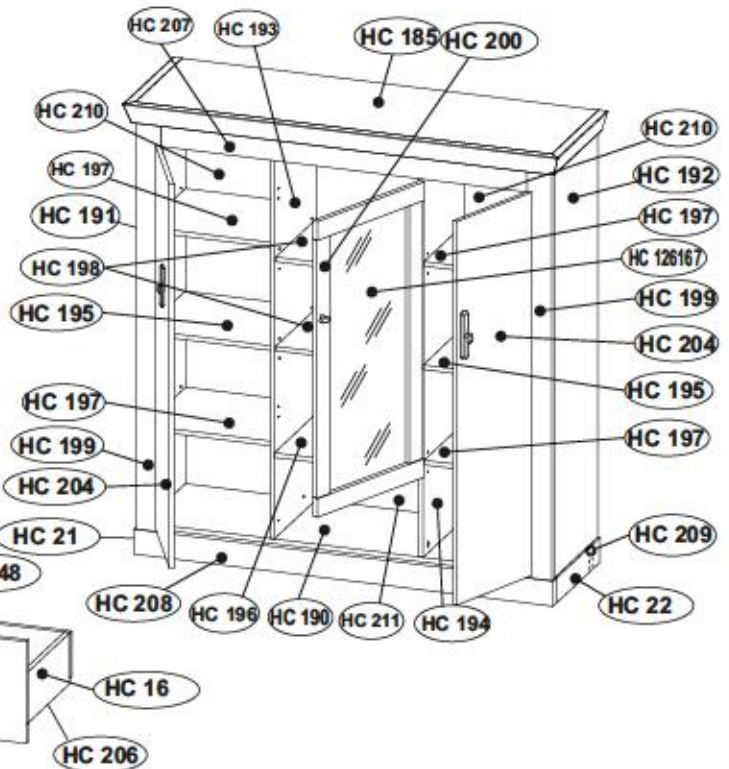 HC 207
HC 193
HC 185
HC 200
HC 210
HC 210
HC 197
HC 192
HC 191
HC 197
HC 198
HC 126167
HC 195
HC 199
HC 204
HC 195
HC 197
HC 197
HC 199
HC 204
HC 21
HC 209
48
HC 208
HC 196
HC 190
HC 211
HC 194
HC 22
HC 16
HC 206